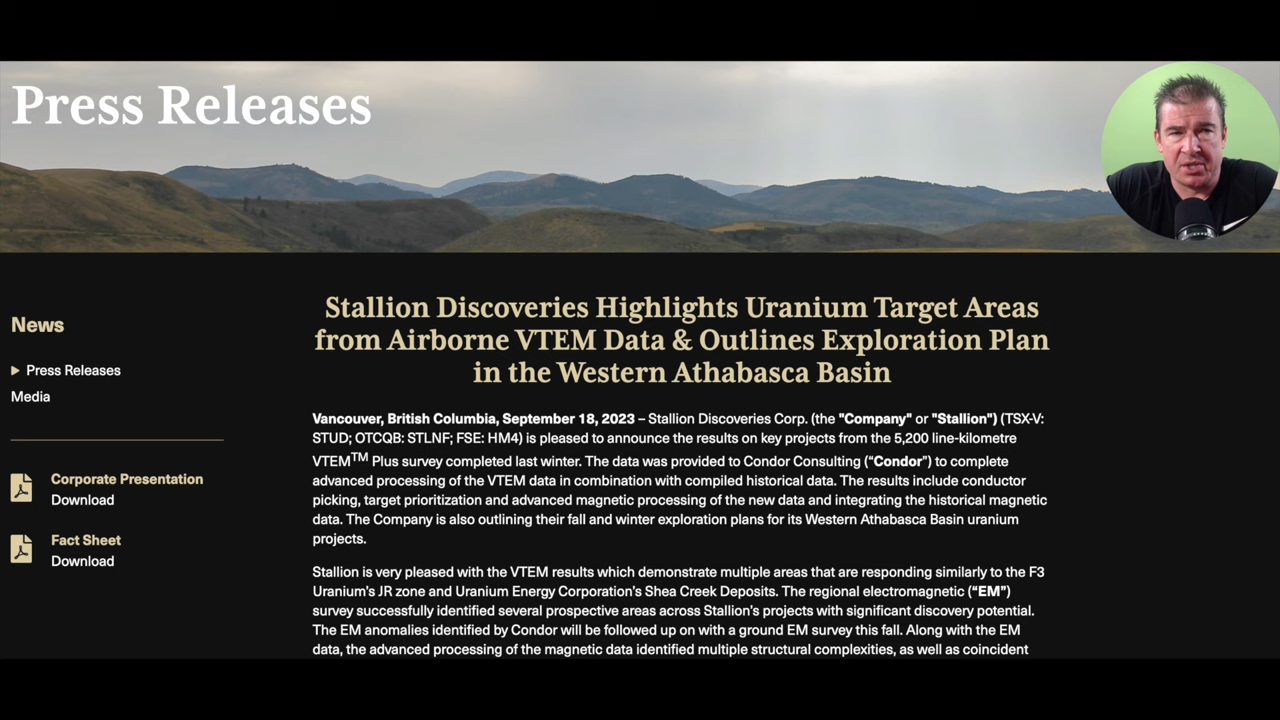 Press Releases
News
Press Releases
Media
Corporate Presentation
Download
Fact Sheet
Download
Stallion Discoveries Highlights Uranium Target Areas
from Airborne VTEM Data & Outlines Exploration Plan
in the Western Athabasca Basin
Vancouver, British Columbia, September 18, 2023 – Stallion Discoveries Corp. (the "Company" or "Stallion") (TSX-V:
STUD; OTCQB: STLNF; FSE: HM4) is pleased to announce the results on key projects from the 5,200 line-kilometre
VTEM™ Plus survey completed last winter. The data was provided to Condor Consulting (“Condor”) to complete
advanced processing of the VTEM data in combination with compiled historical data. The results include conductor
picking, target prioritization and advanced magnetic processing of the new data and integrating the historical magnetic
data. The Company is also outlining their fall and winter exploration plans for its Western Athabasca Basin uranium
projects.
Stallion is very pleased with the VTEM results which demonstrate multiple areas that are responding similarly to the F3
Uranium’s JR zone and Uranium Energy Corporation’s Shea Creek Deposits. The regional electromagnetic (“EM”)
survey successfully identified several prospective areas across Stallion’s projects with significant discovery potential.
The EM anomalies identified by Condor will be followed up on with a ground EM survey this fall. Along with the EM
data, the advanced processing of the magnetic data identified multiple structural complexities, as well as coincident